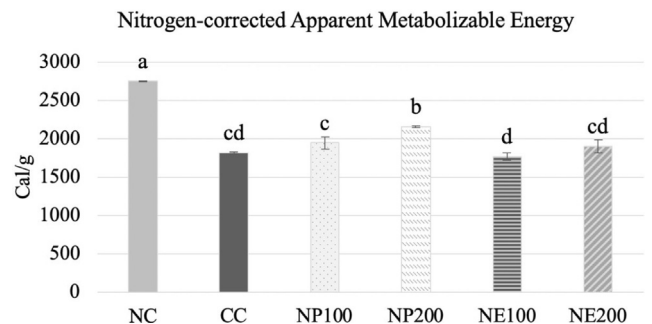 Nitrogen-corrected Apparent Metabolizable Energy
3000
2500
2000
1500
1000
500
0
Cal/g
a
cd
c
b
d
cd
NC CC NP100 NP200 NE100 NE200